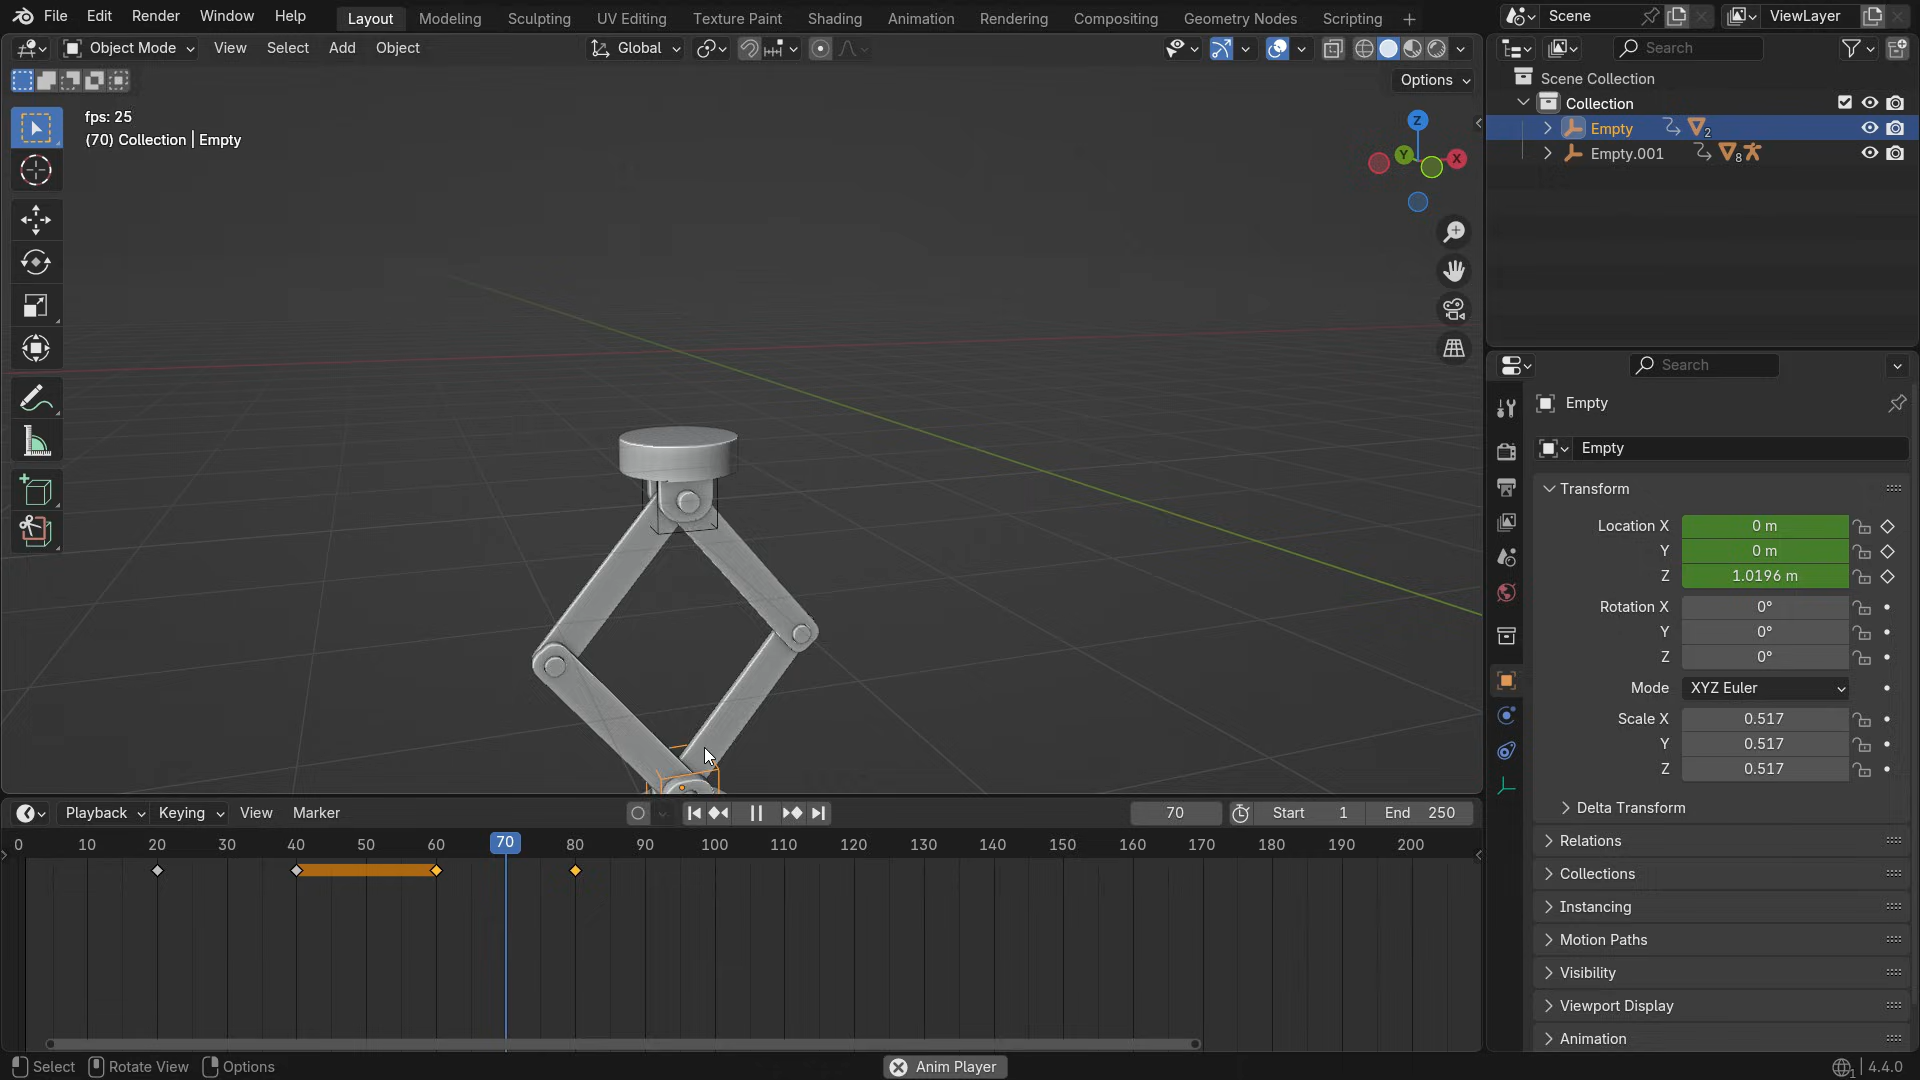 File Edit Render Window Help Layout Modeling Sculpting UV Editing Texture Paint Shading Animation Rendering Compositing Geometry Nodes Scripting + Scene ViewLayer
Object Mode View Select Add Object Global Search
Options
Scene Collection
Collection
Empty 2
Empty.001 8
fps: 25
(70) Collection | Empty
Z
Y X
Search
Empty
Empty
Transform
Location X 0 m
Y 0 m
Z 1.0196 m
Rotation X 0°
Y 0°
Z 0°
Mode XYZ Euler
Scale X 0.517
Y 0.517
Z 0.517
Delta Transform
Relations
Collections
Instancing
Motion Paths
Visibility
Viewport Display
Animation
Playback Keying View Marker 70 Start 1 End 250
0 10 20 30 40 50 60 70 80 90 100 110 120 130 140 150 160 170 180 190 200
Select Rotate View Options Anim Player 1 4.4.0